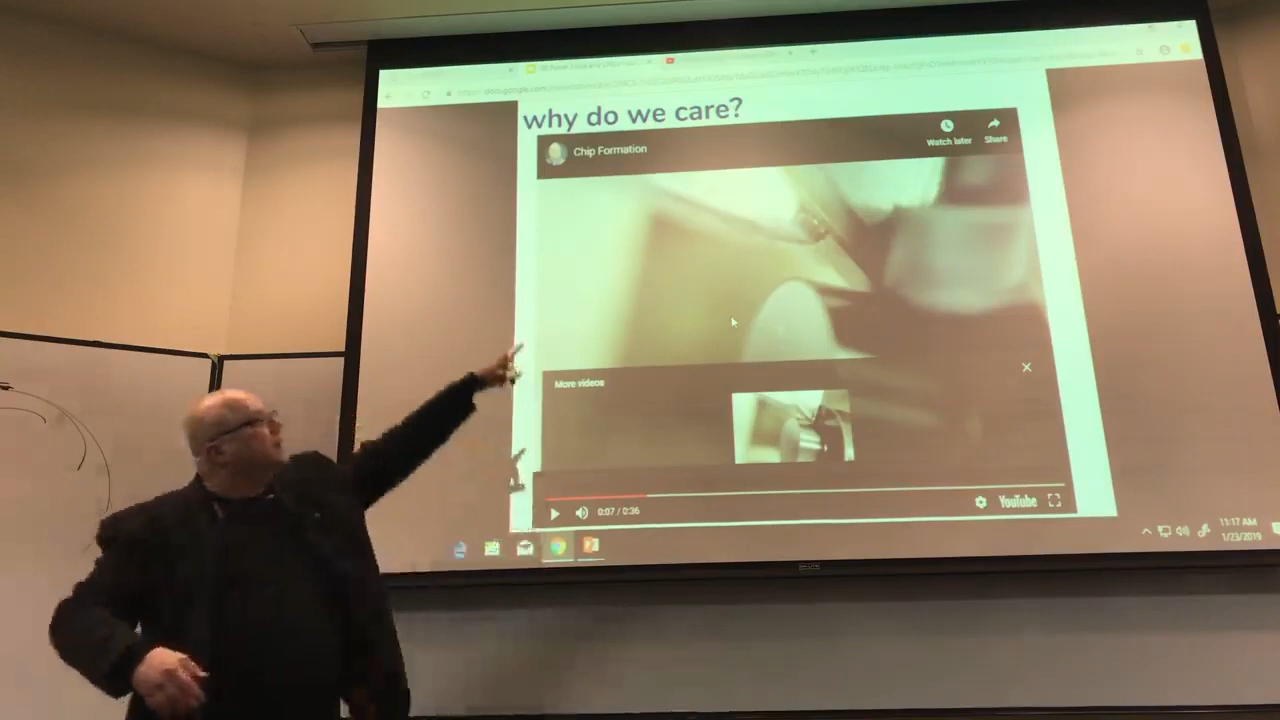 why do we care?
Chip Formation
Watch later
Share
More videos
0:07 / 0:36
YouTube
11:17 AM
1/23/2019